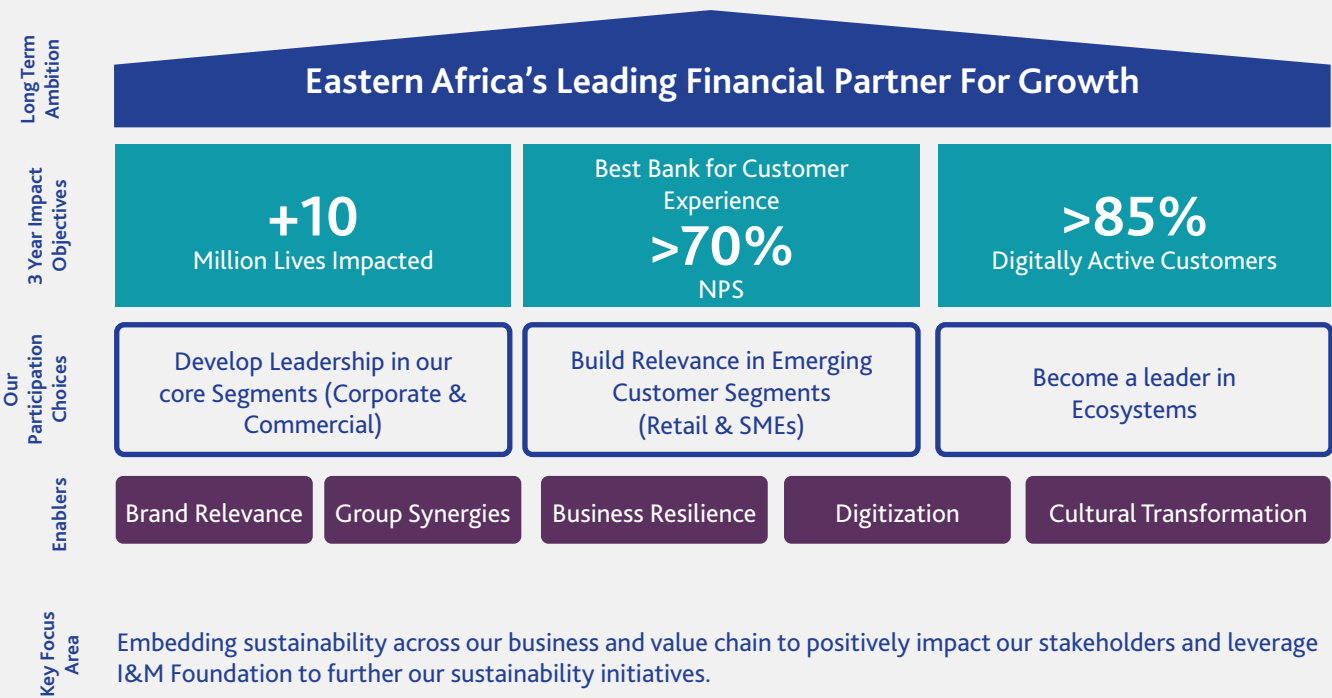 Long Term
Ambition
Eastern Africa's Leading Financial Partner For Growth
3 Year Impact
Objectives
+10
Million Lives Impacted
Best Bank for Customer
Experience
>70%
NPS
>85%
Digitally Active Customers
Our
Participation
Choices
Develop Leadership in our
core Segments (Corporate &
Commercial)
Build Relevance in Emerging
Customer Segments
(Retail & SMEs)
Become a leader in
Ecosystems
Enablers
Brand Relevance
Group Synergies
Business Resilience
Digitization
Cultural Transformation
Key Focus
Area
Embedding sustainability across our business and value chain to positively impact our stakeholders and leverage
I&M Foundation to further our sustainability initiatives.